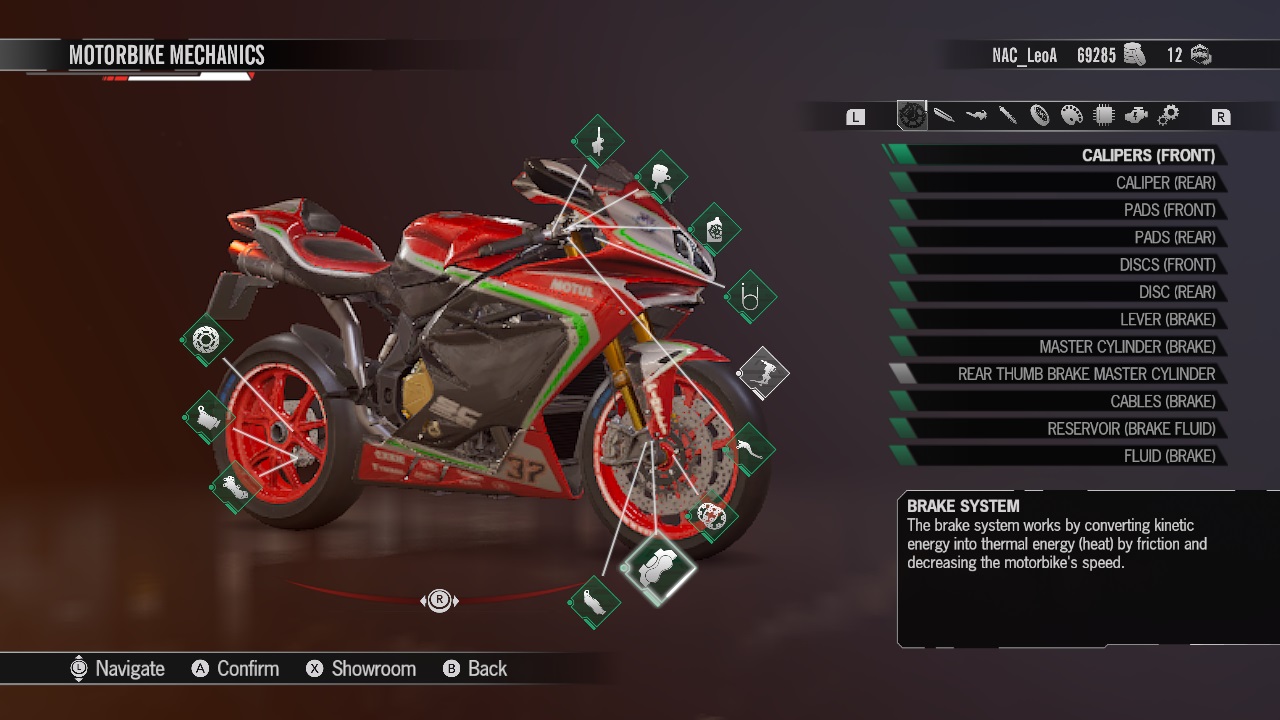 MOTORBIKE MECHANICS
NAC_LeoA 69285 12
L R
CALIPERS (FRONT)
CALIPER (REAR)
PADS (FRONT)
PADS (REAR)
DISCS (FRONT)
DISC (REAR)
LEVER (BRAKE)
MASTER CYLINDER (BRAKE)
REAR THUMB BRAKE MASTER CYLINDER
CABLES (BRAKE)
RESERVOIR (BRAKE FLUID)
FLUID (BRAKE)
MOTUL
37
BRAKE SYSTEM
The brake system works by converting kinetic
energy into thermal energy (heat) by friction and
decreasing the motorbike's speed.
R
L Navigate A Confirm X Showroom B Back